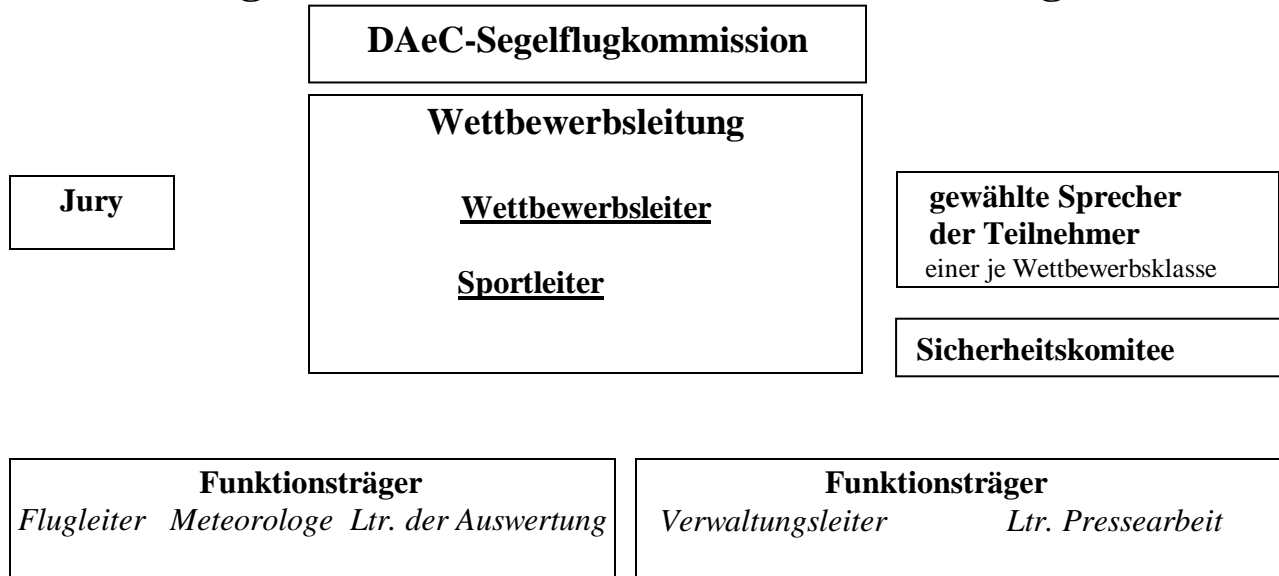 DAeC-Segelflugkommission
Wettbewerbsleitung
Wettbewerbsleiter
Sportleiter
Jury
gewählte Sprecher
der Teilnehmer
einer je Wettbewerbsklasse
Sicherheitskomitee
Funktionsträger
Flugleiter Meteorologe Ltr. der Auswertung
Funktionsträger
Verwaltungsleiter Ltr. Pressearbeit